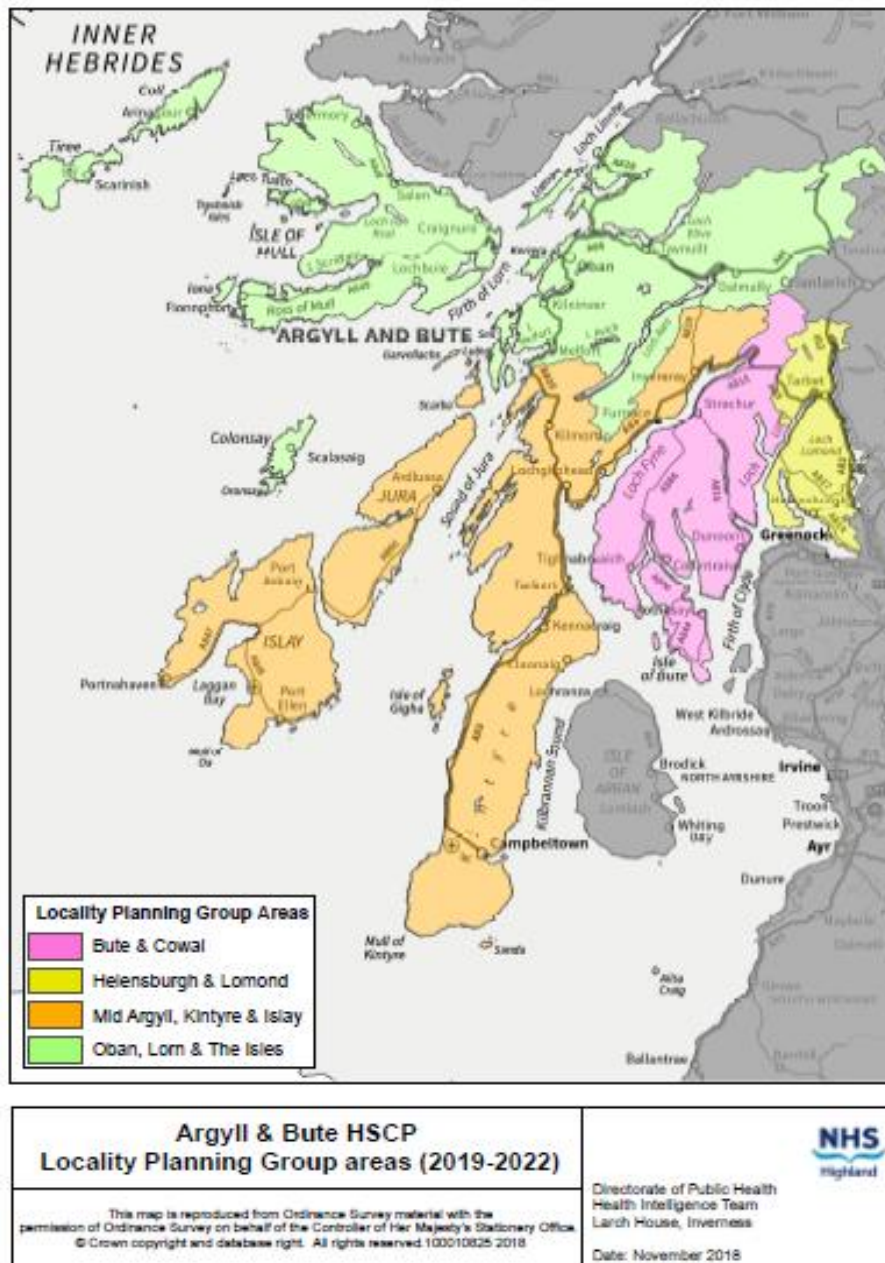 INNER
HEBRIDES
Coll
Arinagour
Tiree
Scarinish
Tobermory
Salen
Craignure
ISLE OF
MULL
Lochbuie
Iona
Fionnphort
Ross of Mull
Firth of Lorn
Loch Linnhe
Oban
Taynuilt
Dalmally
Crianlarich
Kilninver
Melfort
ARGYLL AND BUTE
Garvellachs
Scarba
Colonsay
Scalasaig
Oronsay
Ardlussa
JURA
Sound of Jura
Kilmartin
Lochgilphead
Inveraray
Furnace
Strachur
Loch Fyne
Tarbet
Loch
Lomond
Helensburgh
Greenock
Dunoon
Colintraive
Tighnabruaich
Tarbert
Rothesay
Isle
of Bute
Firth of Clyde
Kennacraig
Claonaig
Lochranza
Port
Askaig
ISLAY
Portnahaven
Laggan
Bay
Port
Ellen
Mull of
Oa
Isle of
Gigha
Kintyre
Kilbrannan Sound
ISLE
OF
ARRAN
Brodick
NORTH AYRSHIRE
Whiting
Bay
West Kilbride
Ardrossan
Irvine
Troon
Prestwick
Ayr
Dunure
Campbeltown
Mull of
Kintyre
Sanda
Ailsa
Craig
Ballantrae
Locality Planning Group Areas
Bute & Cowal
Helensburgh & Lomond
Mid Argyll, Kintyre & Islay
Oban, Lorn & The Isles
Argyll & Bute HSCP
Locality Planning Group areas (2019-2022)
This map is reproduced from Ordinance Survey material with the
permission of Ordinance Survey on behalf of the Controller of Her Majesty's Stationery Office.
© Crown copyright and database right. All rights reserved.100010825 2018
NHS
Highland
Directorate of Public Health
Health Intelligence Team
Larch House, Inverness
Date: November 2018